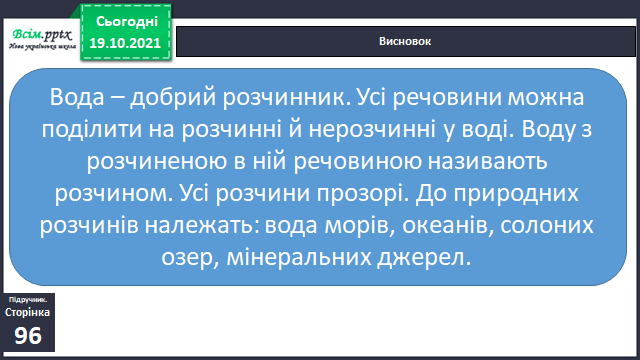 Всім.pptx
Нова українська школа
Сьогодні
19.10.2021
Висновок
Вода – добрий розчинник. Усі речовини можна
поділити на розчинні й нерозчинні у воді. Воду з
розчиненою в ній речовиною називають
розчином. Усі розчини прозорі. До природних
розчинів належать: вода морів, океанів, солоних
озер, мінеральних джерел.
Підручник.
Сторінка
96